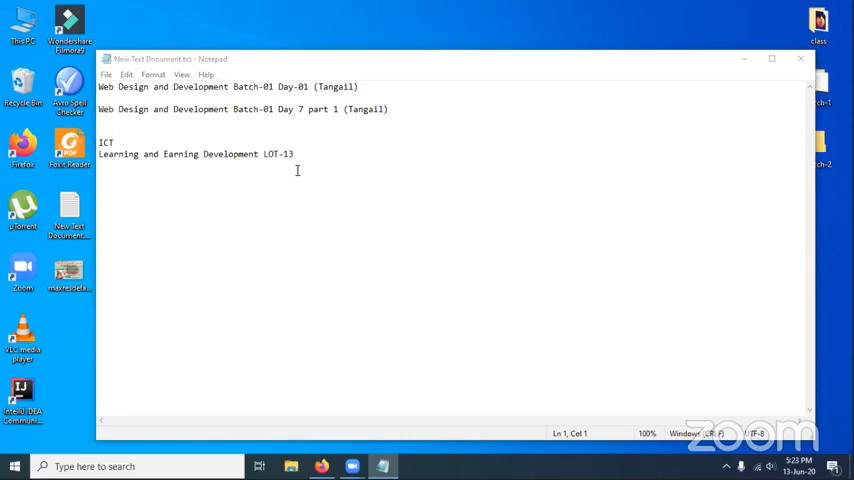 This PC
Wondershare
Filmora9
class
New Text Document.txt - Notepad
File Edit Format View Help
Web Design and Development Batch-01 Day-01 (Tangail)
Web Design and Development Batch-01 Day 7 part 1 (Tangail)
ICT
Learning and Earning Development LOT-13
Recycle Bin
Avro Spell
Checker
Firefox
Foxit Reader
µTorrent
New Text
Document....
Zoom
maxresdefa...
VLC media
player
IntelliJ IDEA
Communi...
Ln 1, Col 1
100%
Windows (CRLF)
UTF-8
zoom
Type here to search
5:23 PM
13-Jun-20